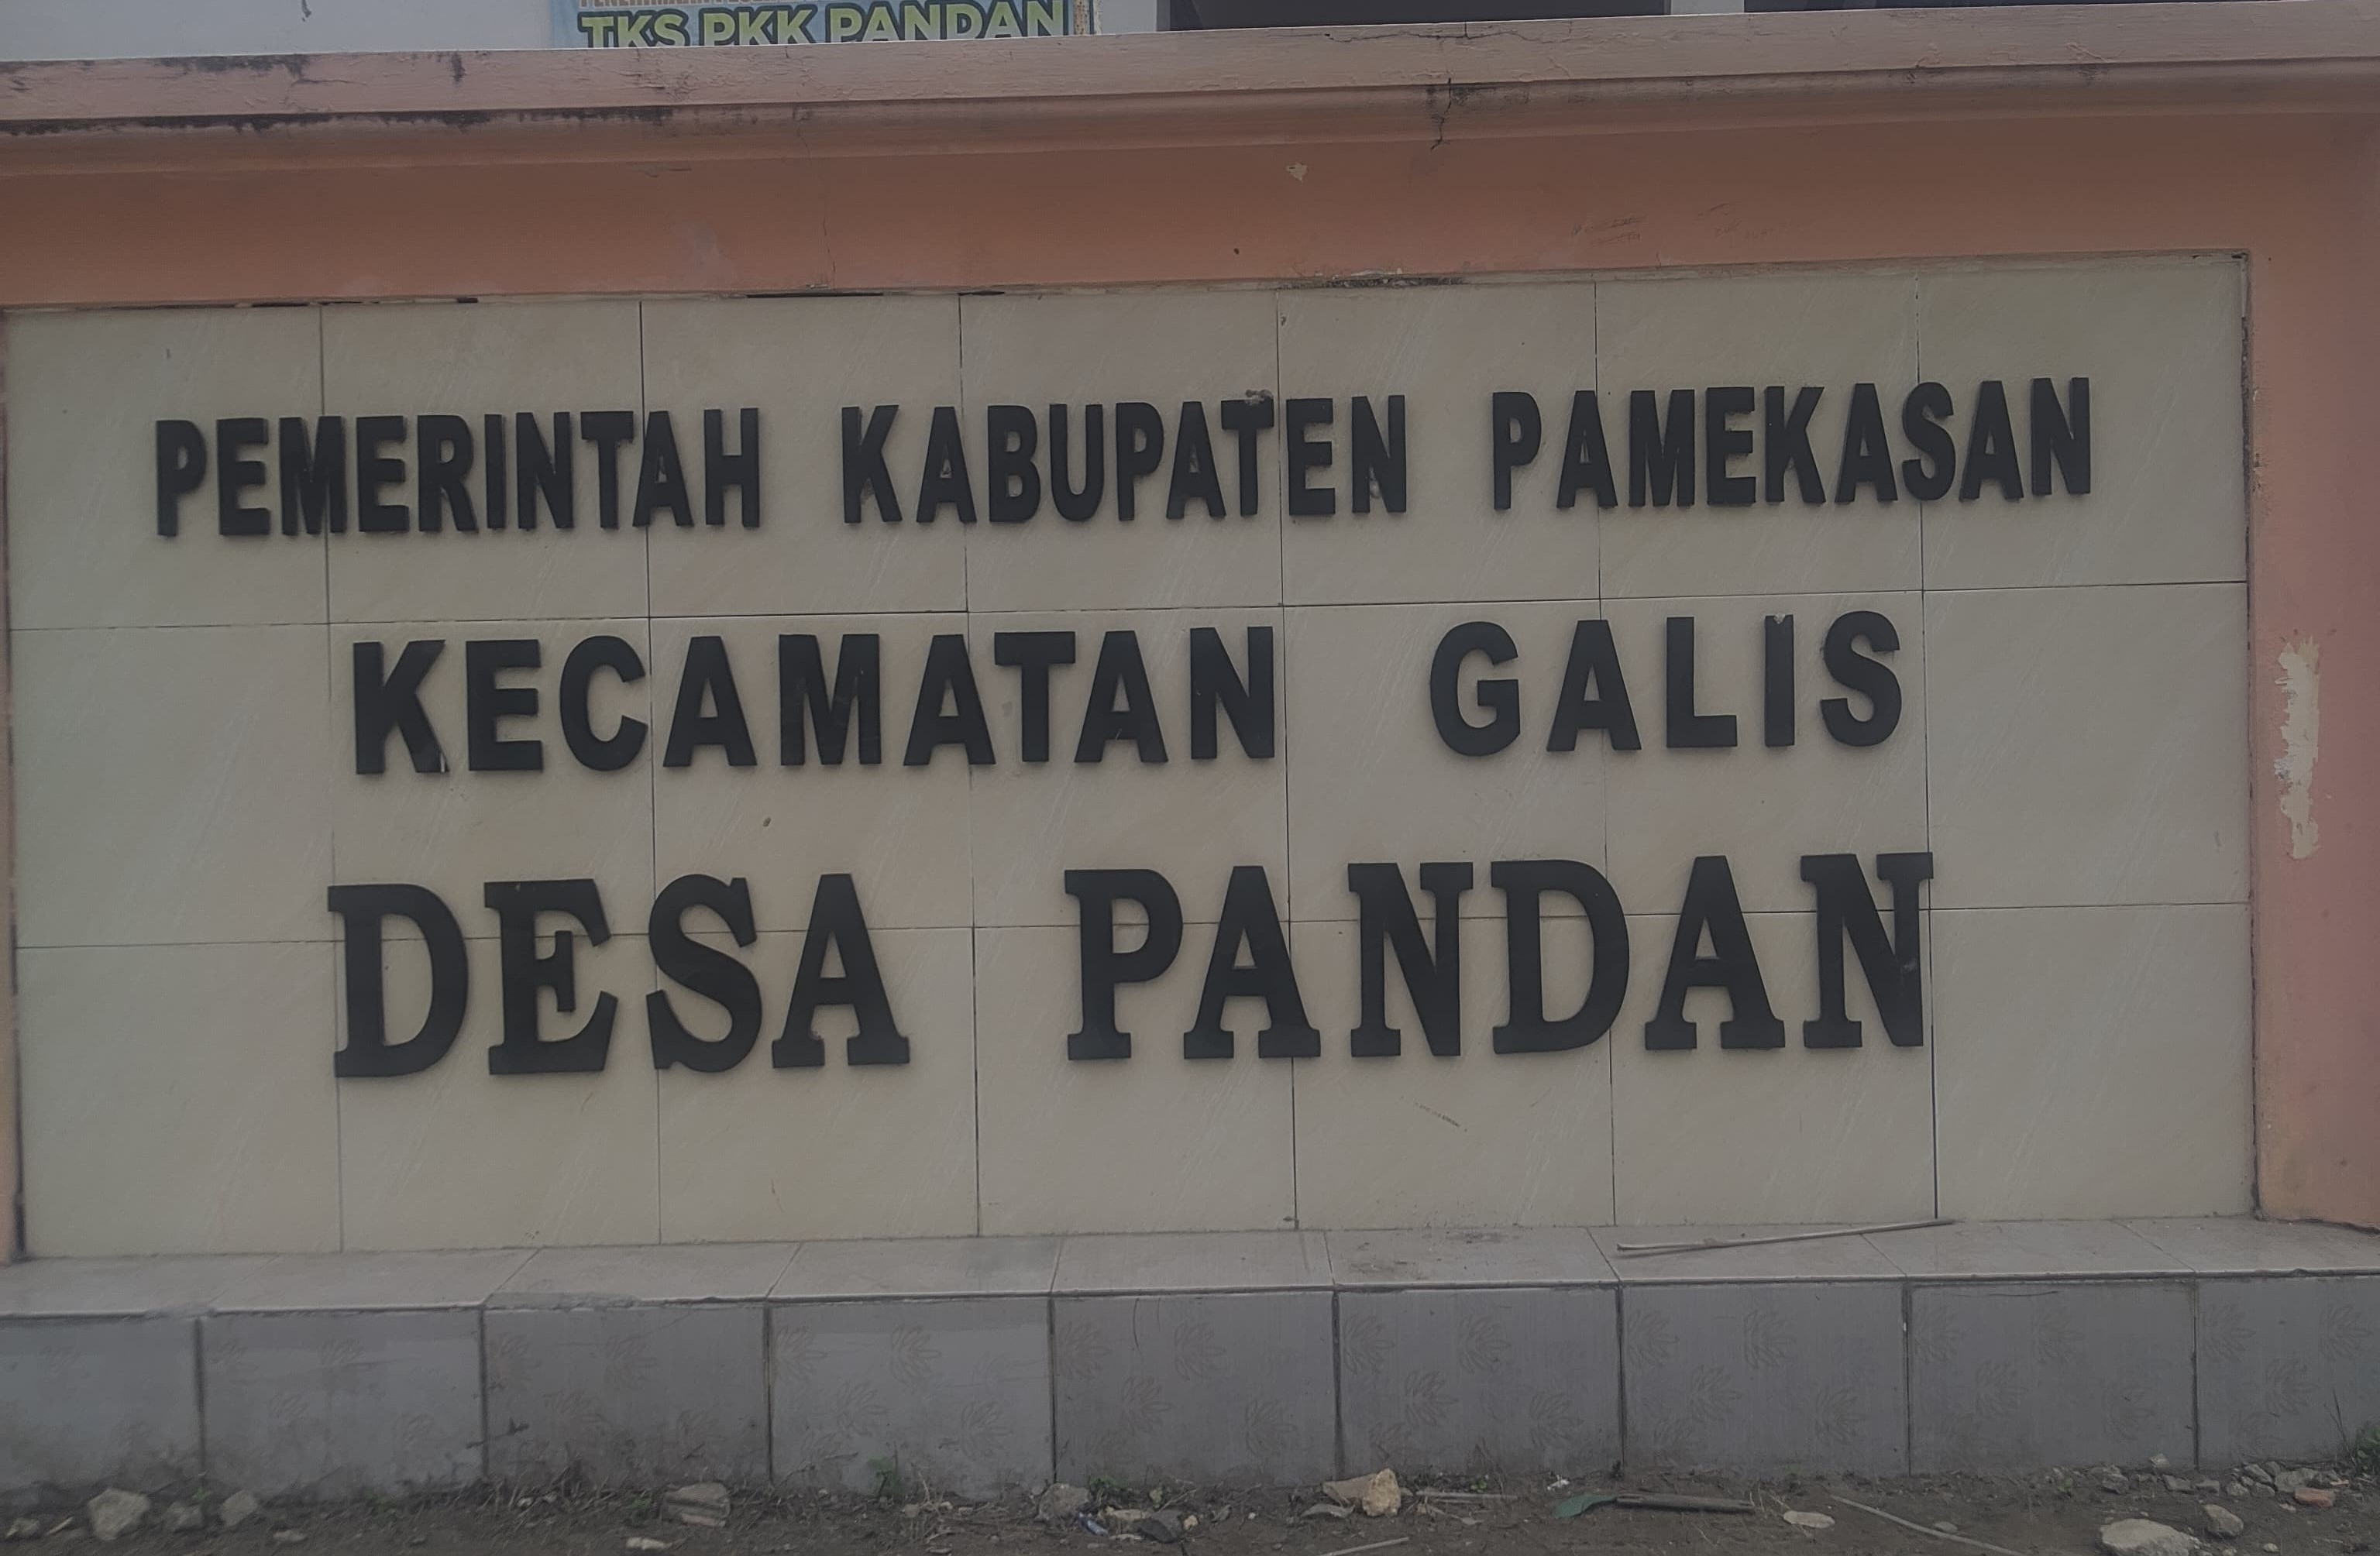 TKS PKK PANDAN
PEMERINTAH KABUPATEN PAMEKASAN
KECAMATAN GALIS
DESA PANDAN